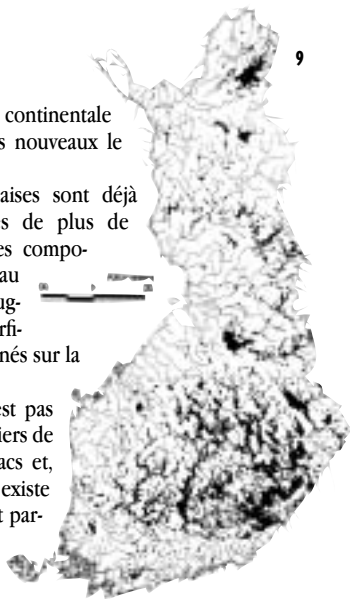 9
continentale
s nouveaux le
aises sont déjà
s de plus de
es compo-
au
ug-
rfi-
nés sur la
est pas
iers de
acs et,
existe
t par-